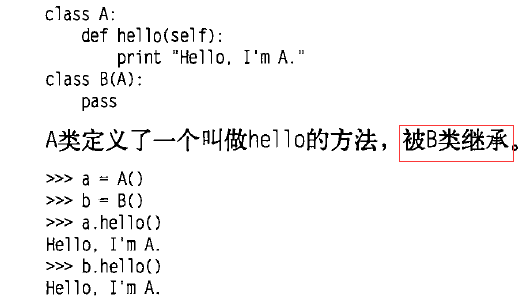 class A:
    def hello(self):
        print "Hello, I'm A."
class B(A):
    pass
A类定义了一个叫做hello的方法，被B类继承。
>>> a = A()
>>> b = B()
>>> a.hello()
Hello, I'm A.
>>> b.hello()
Hello, I'm A.